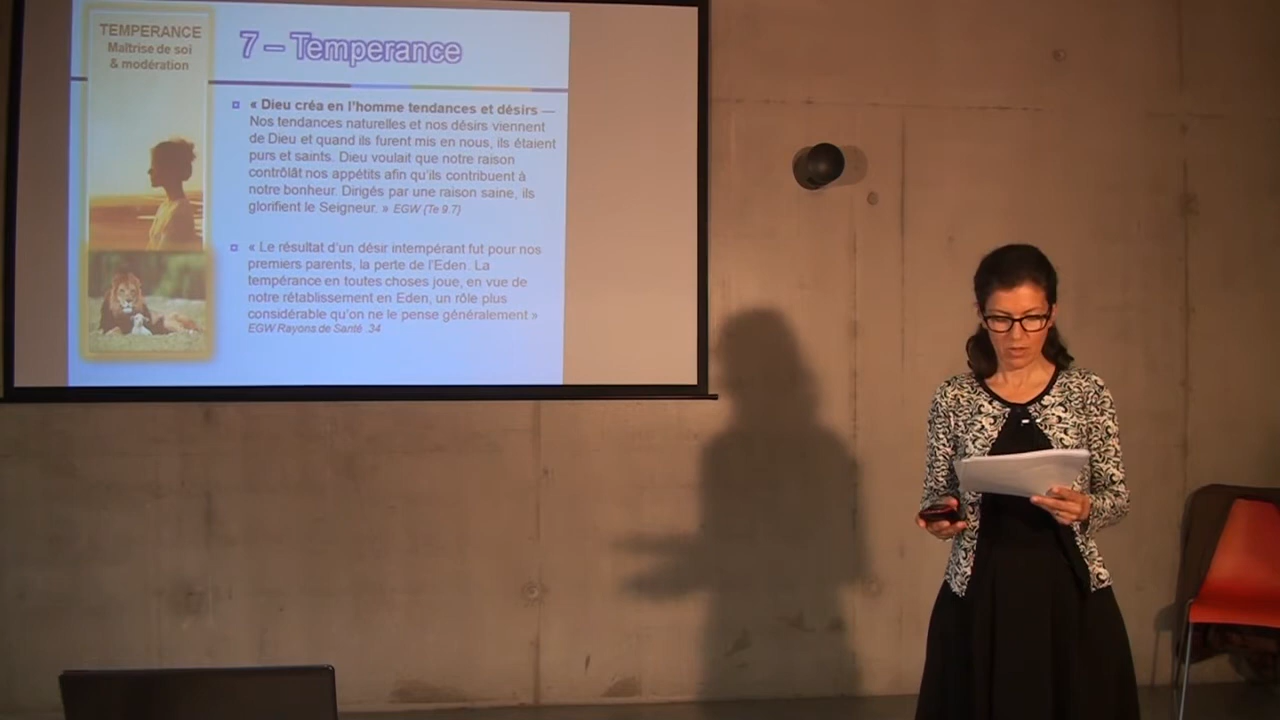 TEMPERANCE
Maîtrise de soi
& modération
7 – Temperance
« Dieu créa en l'homme tendances et désirs —
Nos tendances naturelles et nos désirs viennent
de Dieu et quand ils furent mis en nous, ils étaient
purs et saints. Dieu voulait que notre raison
contrôlât nos appétits afin qu'ils contribuent à
notre bonheur. Dirigés par une raison saine, ils
glorifient le Seigneur. » EGW (Te 9.7)
« Le résultat d'un désir intempérant fut pour nos
premiers parents, la perte de l'Eden. La
tempérance en toutes choses joue, en vue de
notre rétablissement en Eden, un rôle plus
considérable qu'on ne le pense généralement »
EGW Rayons de Santé .34